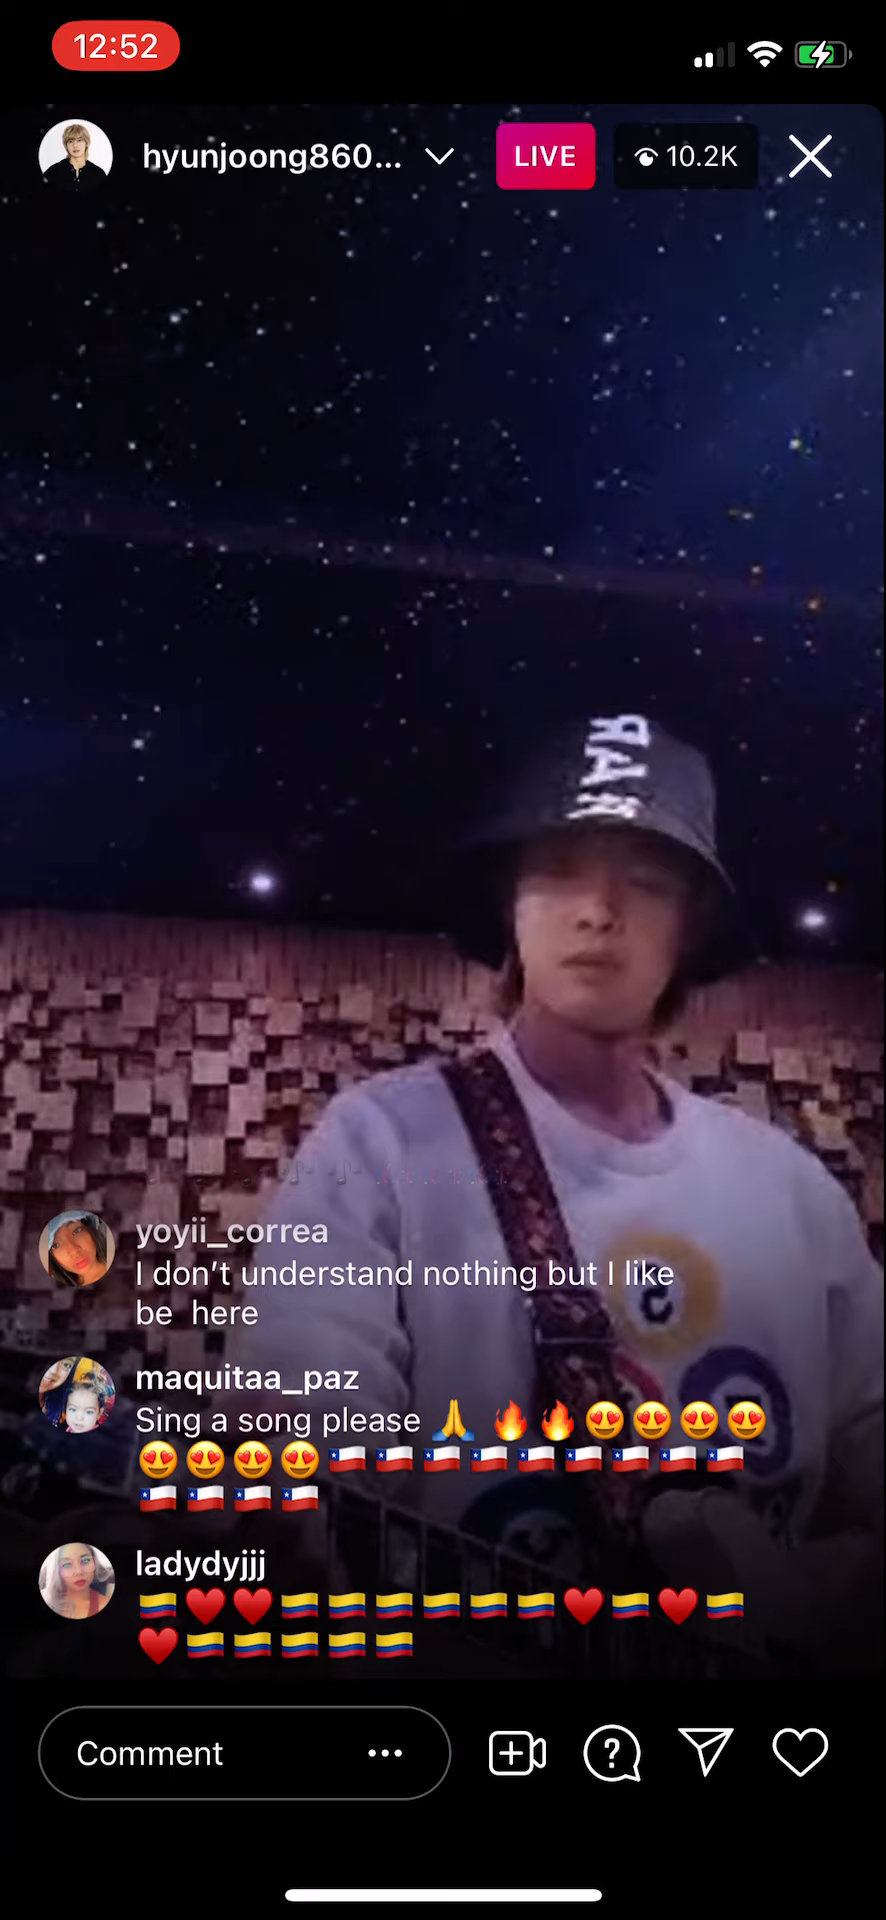 12:52
hyunjoong860... LIVE 10.2K
yoyii_correa
I don't understand nothing but I like
be here
maquitaa_paz
Sing a song please 🙏 🔥 🔥 😍 😍 😍 😍
😍 😍 😍 😍 🇨🇱 🇨🇱 🇨🇱 🇨🇱 🇨🇱 🇨🇱 🇨🇱 🇨🇱 🇨🇱
🇨🇱 🇨🇱 🇨🇱 🇨🇱
ladydyjjj
🇨🇴 ❤️ ❤️ 🇨🇴 🇨🇴 🇨🇴 🇨🇴 🇨🇴 🇨🇴 ❤️ 🇨🇴 ❤️ 🇨🇴
❤️ 🇨🇴 🇨🇴 🇨🇴 🇨🇴 🇨🇴
Comment ...